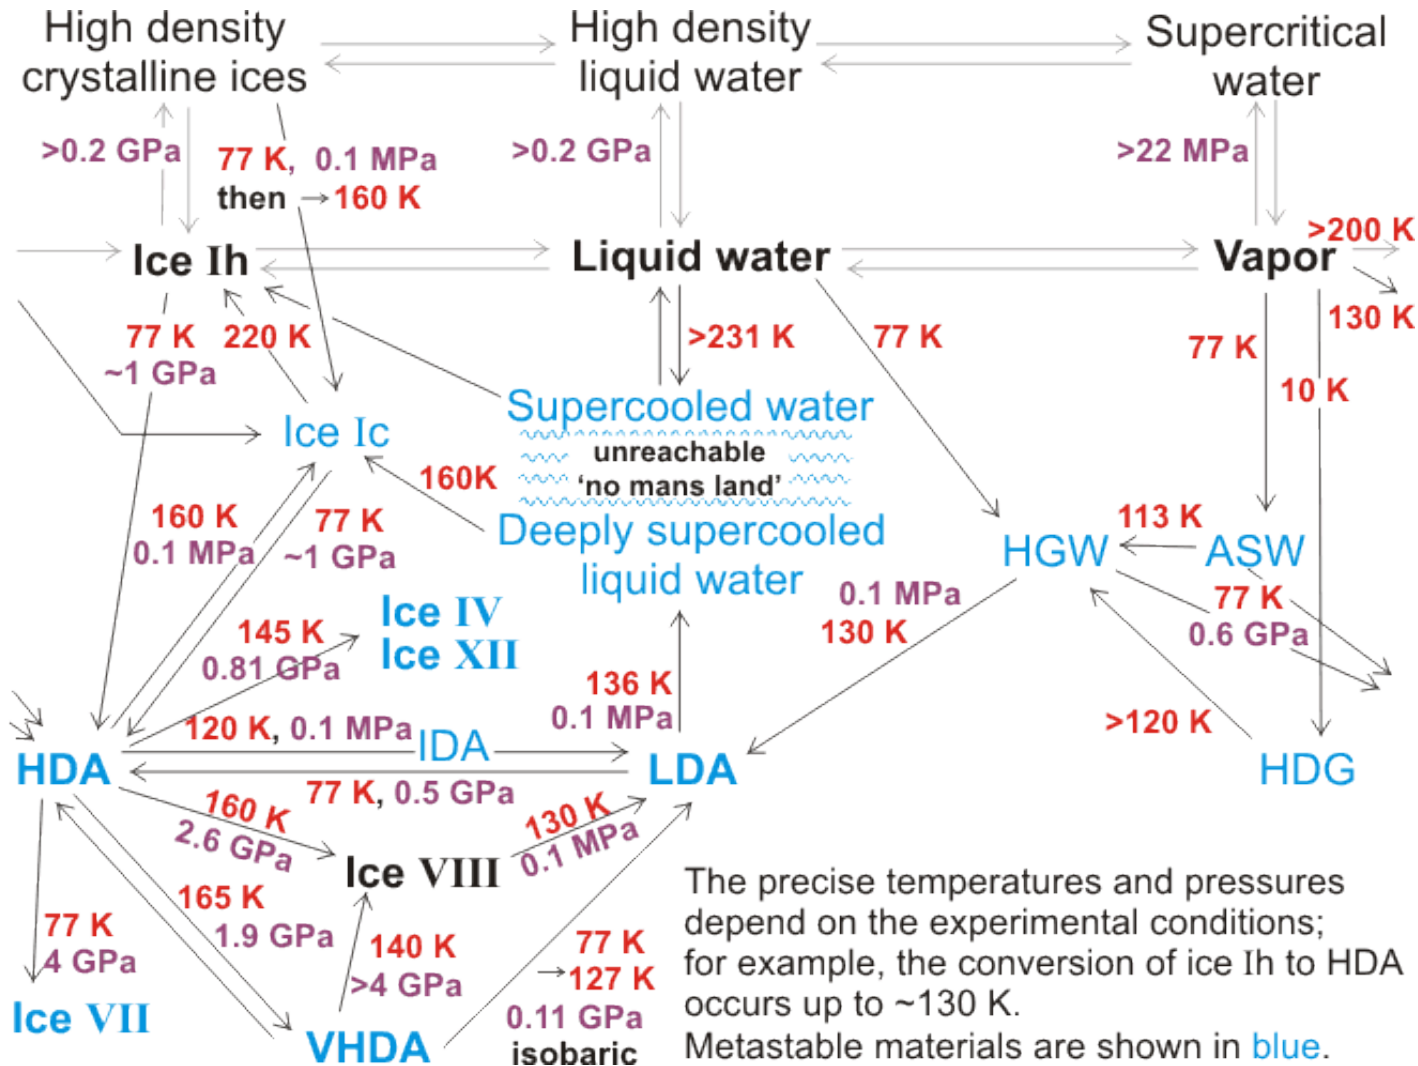 High density
crystalline ices
High density
liquid water
Supercritical
water
>0.2 GPa
77 K, 0.1 MPa
then →160 K
>0.2 GPa
>22 MPa
Ice Ih
Liquid water
Vapor
>200 K
130 K
77 K
~1 GPa
220 K
>231 K
77 K
77 K
10 K
Ice Ic
Supercooled water
unreachable
‘no mans land’
160K
Deeply supercooled
liquid water
160 K
0.1 MPa
77 K
~1 GPa
HGW
113 K
ASW
77 K
0.6 GPa
0.1 MPa
130 K
Ice IV
Ice XII
145 K
0.81 GPa
136 K
0.1 MPa
>120 K
120 K, 0.1 MPa
IDA
HDA
LDA
HDG
77 K, 0.5 GPa
160 K
2.6 GPa
130 K
0.1 MPa
Ice VIII
165 K
1.9 GPa
77 K
4 GPa
140 K
>4 GPa
77 K
→127 K
0.11 GPa
isobaric
Ice VII
VHDA
The precise temperatures and pressures
depend on the experimental conditions;
for example, the conversion of ice Ih to HDA
occurs up to ~130 K.
Metastable materials are shown in blue.